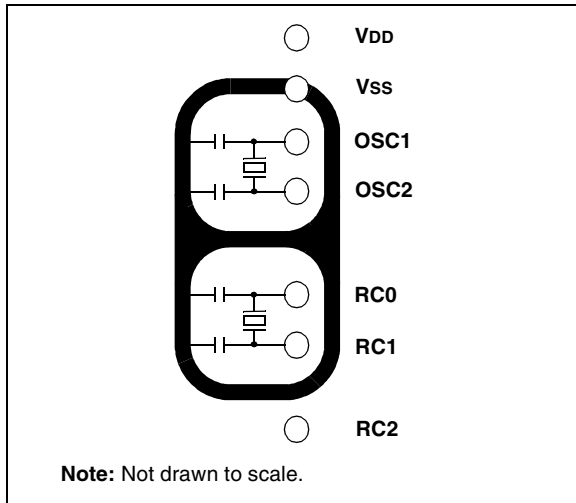 VDD
VSS
OSC1
OSC2
RC0
RC1
RC2
Note: Not drawn to scale.